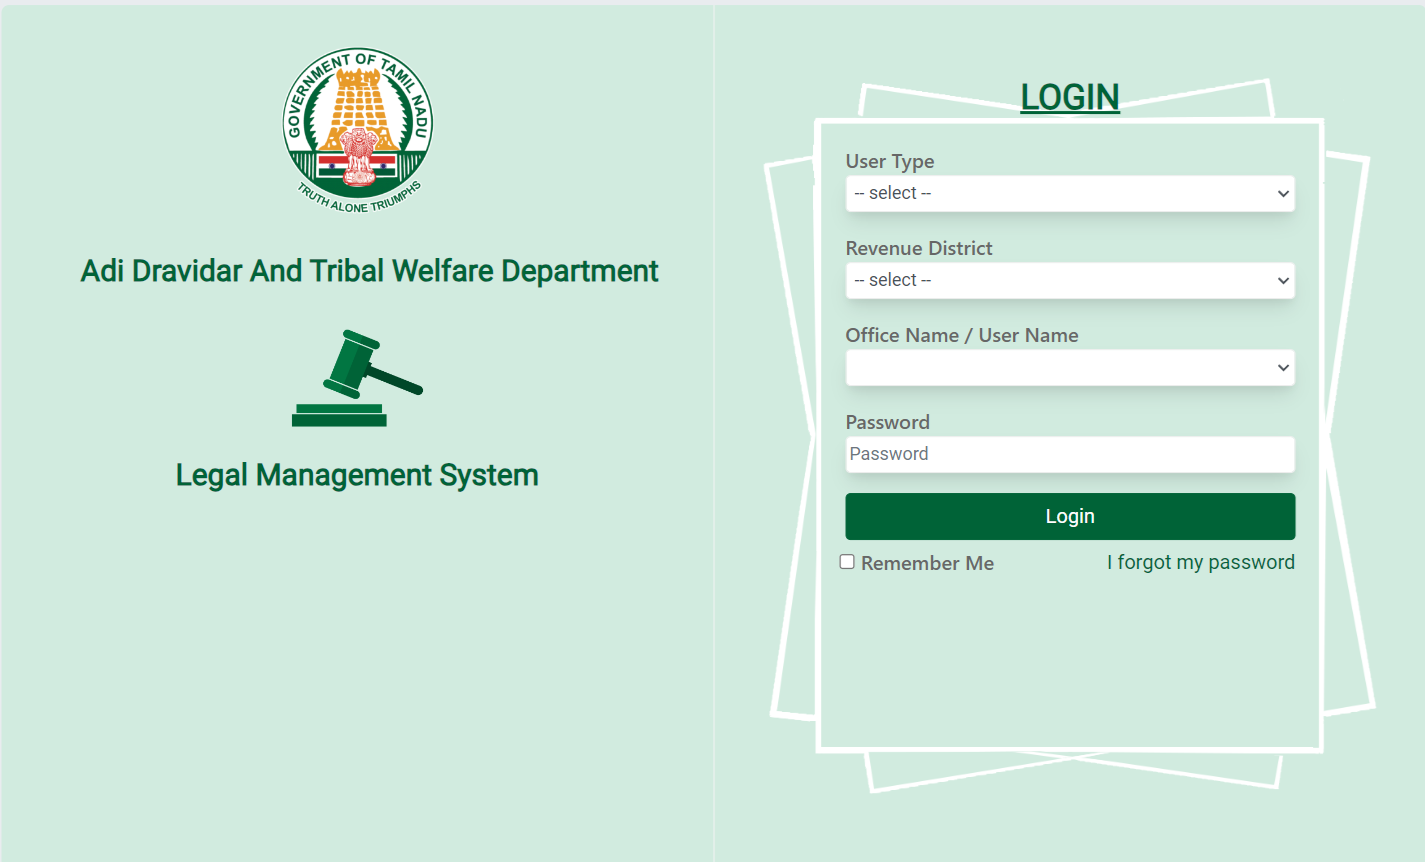 GOVERNMENT OF TAMIL NADU
TRUTH ALONE TRIUMPHS
Adi Dravidar And Tribal Welfare Department
Legal Management System
LOGIN
User Type
-- select --
Revenue District
-- select --
Office Name / User Name
Password
Password
Login
Remember Me
I forgot my password